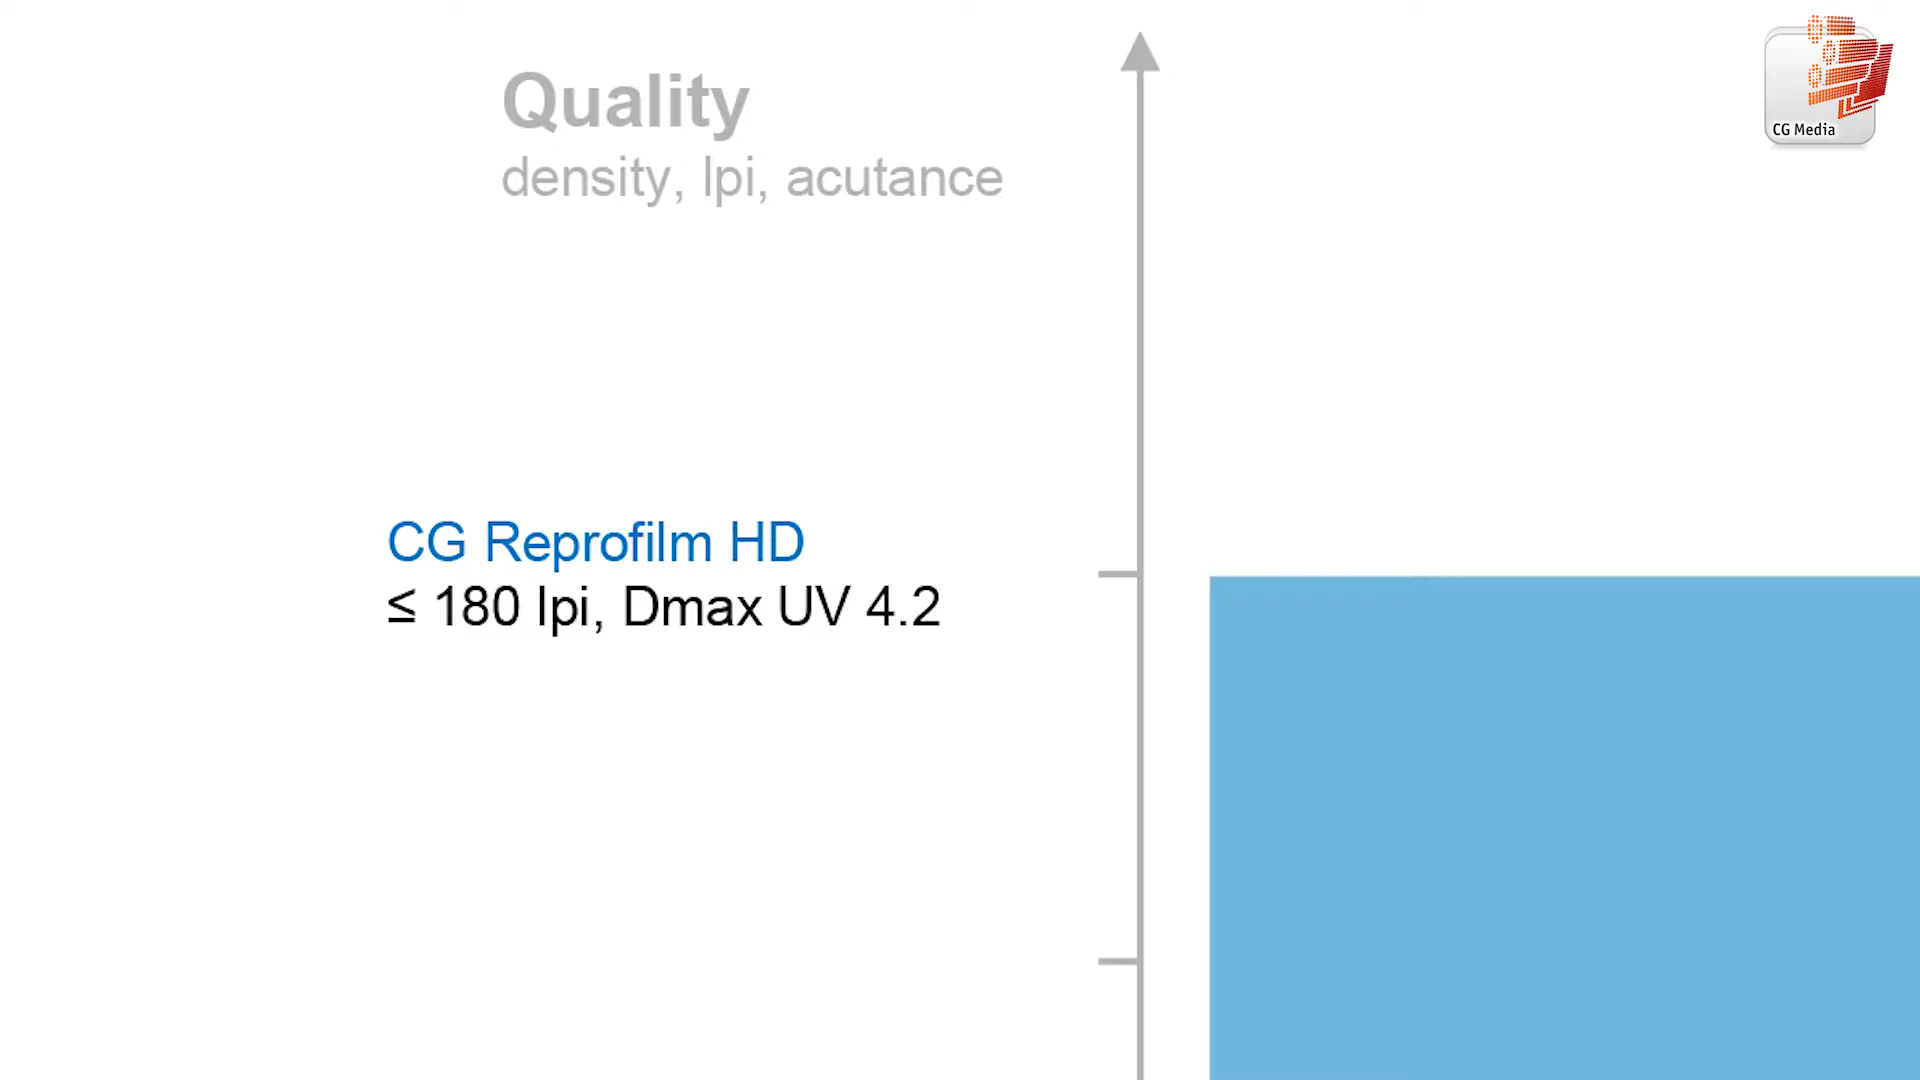 Quality
density, lpi, acutance
CG Media
CG Reprofilm HD
≤ 180 lpi, Dmax UV 4.2